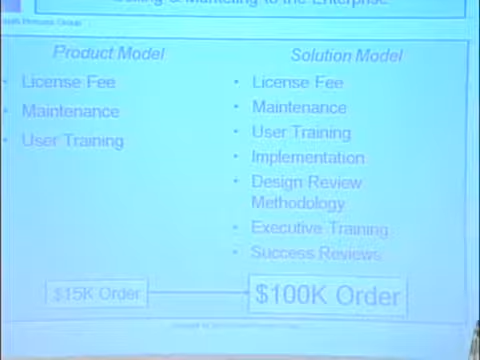 Selling & Marketing to the Enterprise
Product Model
License Fee
Maintenance
User Training
Solution Model
License Fee
Maintenance
User Training
Implementation
Design Review
Methodology
Executive Training
Success Reviews
$15K Order
$100K Order